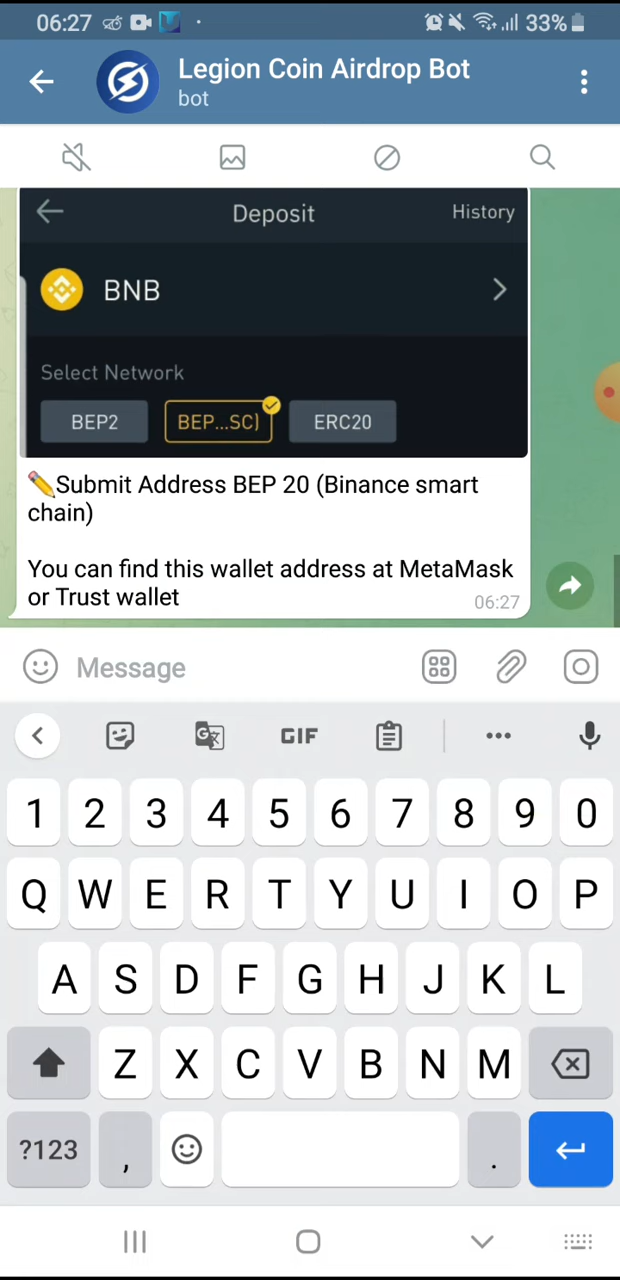 06:27
33%
Legion Coin Airdrop Bot
bot
Deposit
History
BNB
Select Network
BEP2
BEP...SC)
ERC20
Submit Address BEP 20 (Binance smart
chain)
You can find this wallet address at MetaMask
or Trust wallet
06:27
Message
GIF
1 2 3 4 5 6 7 8 9 0
Q W E R T Y U I O P
A S D F G H J K L
Z X C V B N M
?123 , .